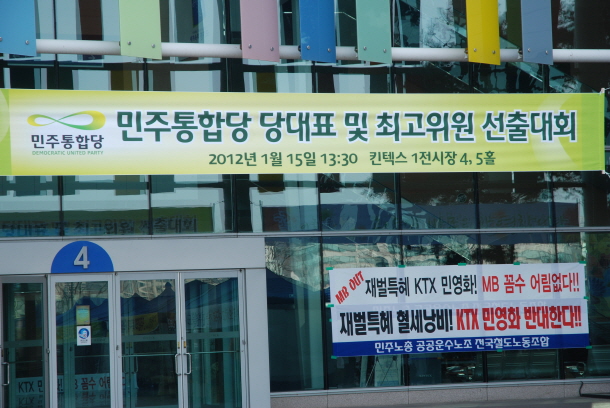 민주통합당
DEMOCRATIC UNITED PARTY
민주통합당 당대표 및 최고위원 선출대회
2012년 1월 15일 13:30 킨텍스 1전시장 4, 5홀
4
MB OUT
재벌특혜 KTX 민영화! MB 꼼수 어림없다!!
재벌특혜 혈세낭비! KTX 민영화 반대한다!!
민주노총 공공운수노조 전국철도노동조합